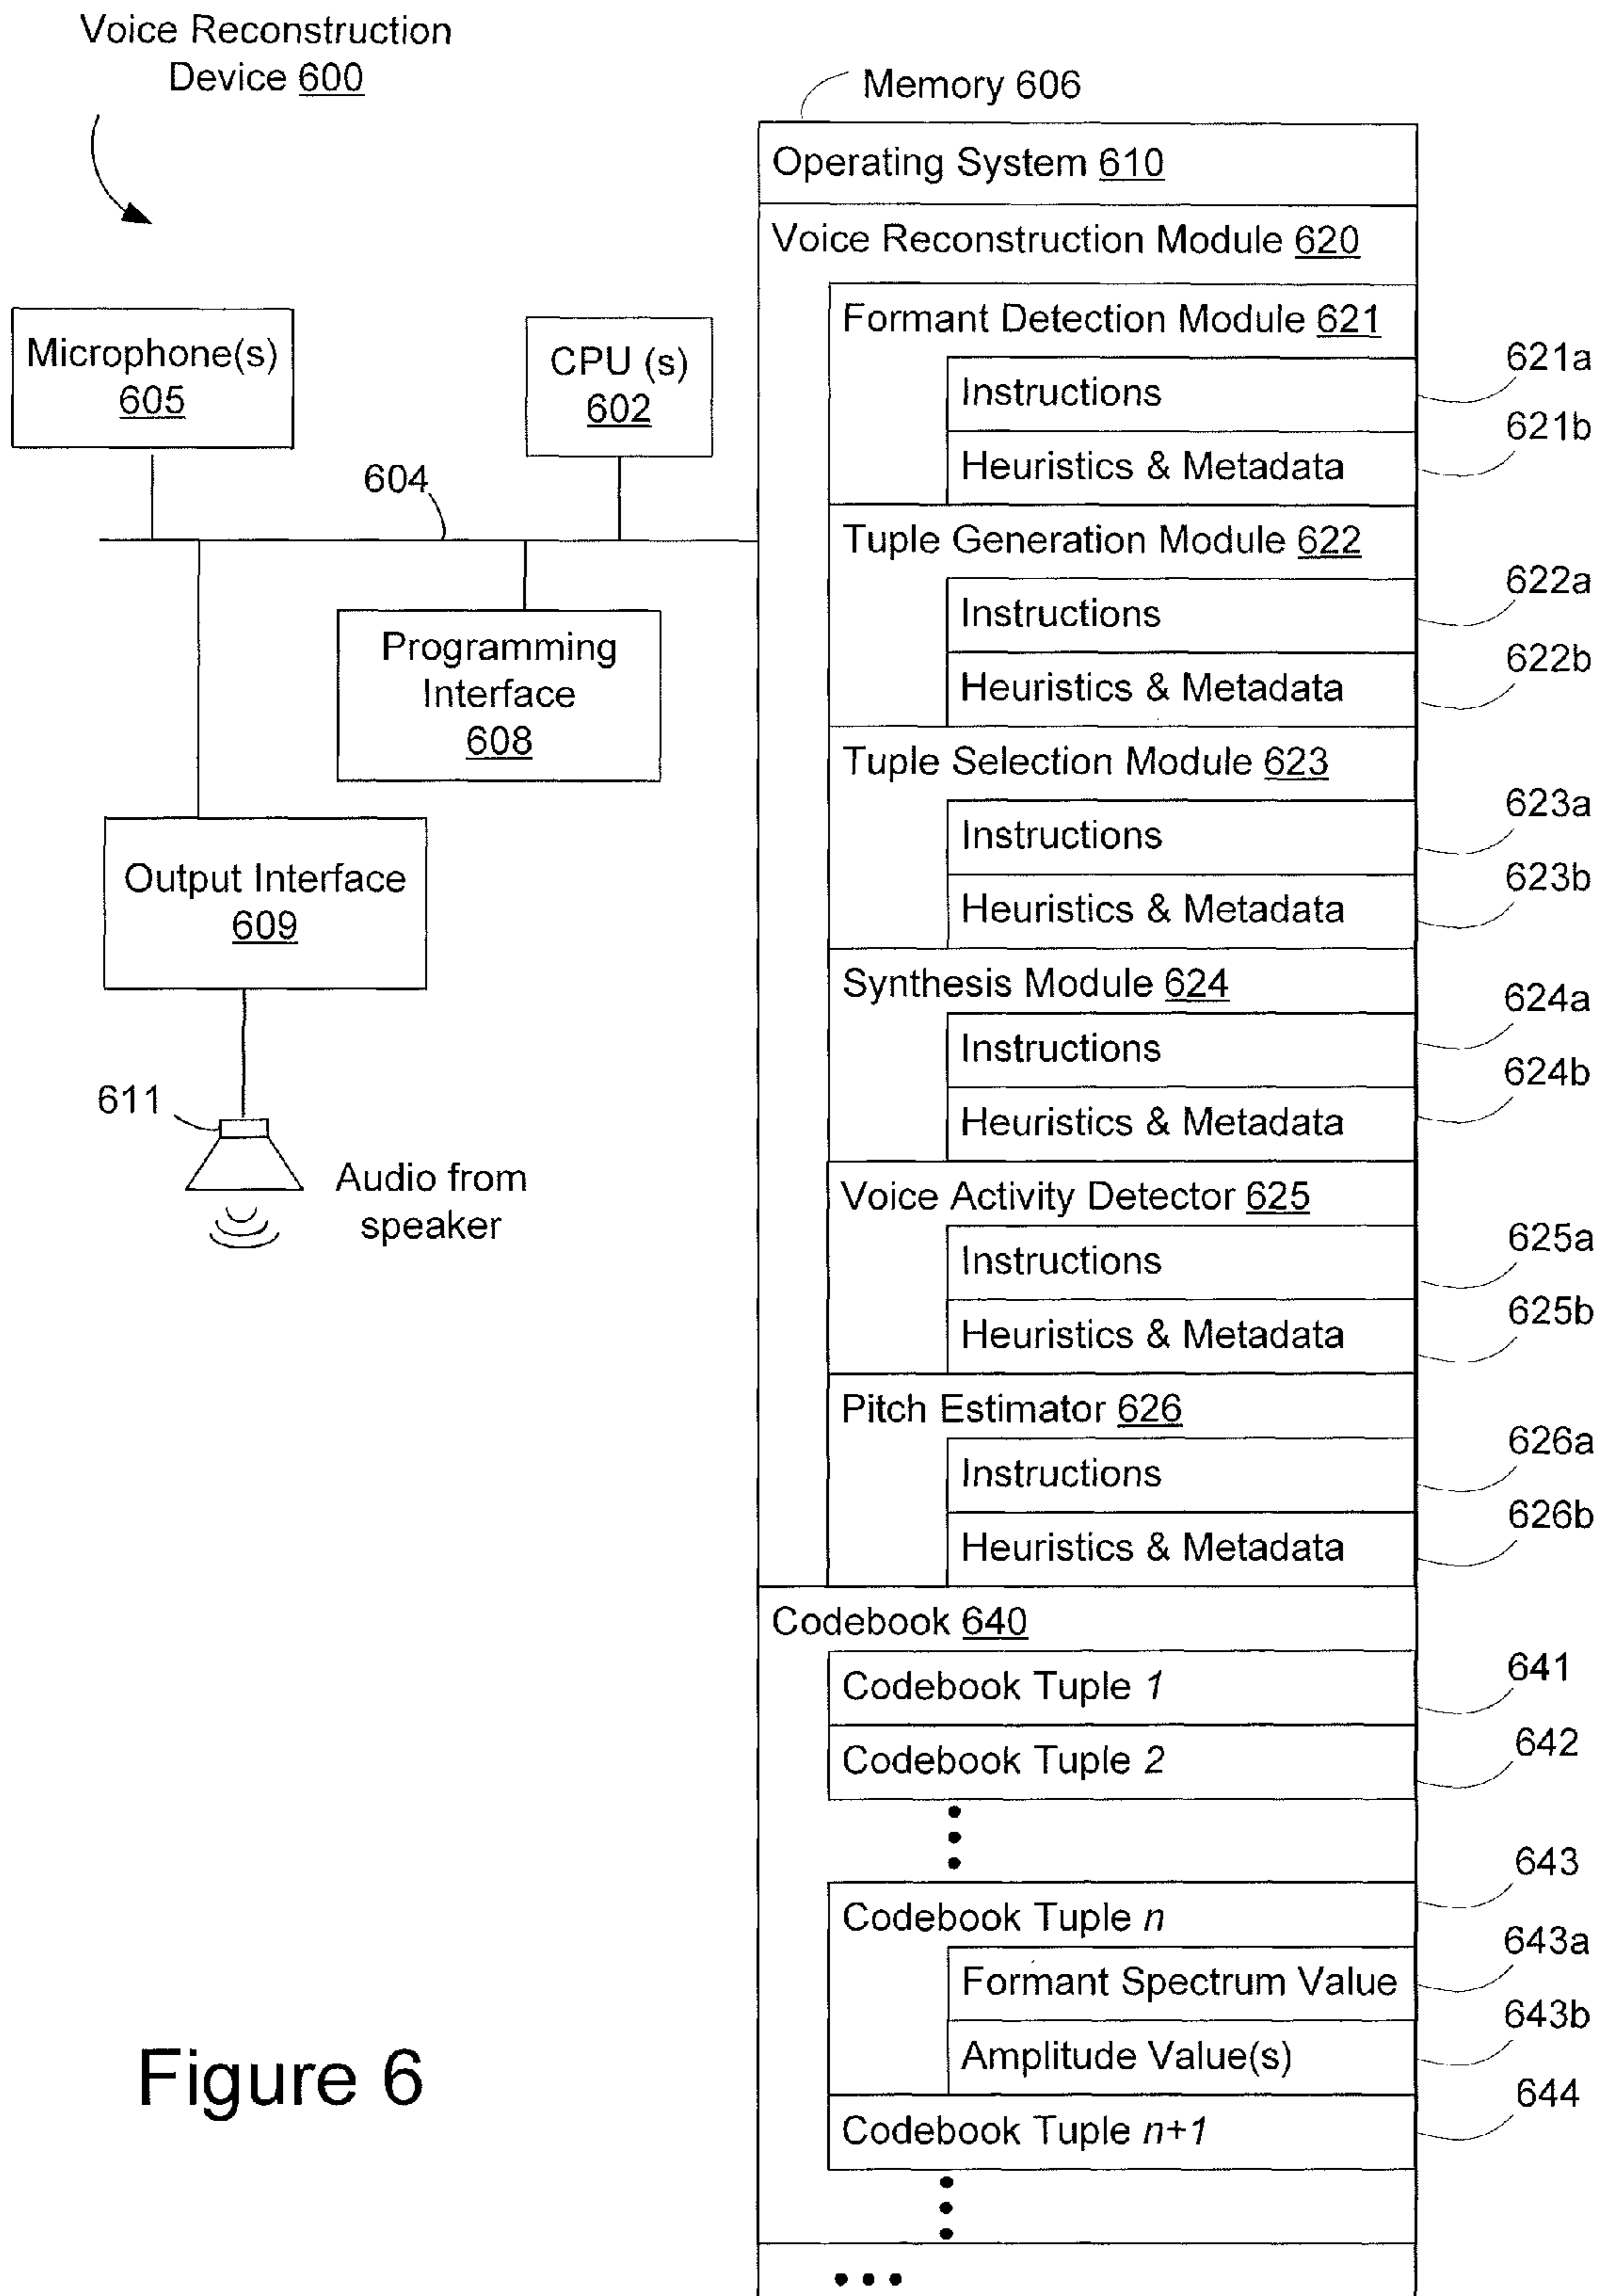 Voice Reconstruction
Device 600
Memory 606
Operating System 610
Voice Reconstruction Module 620
Formant Detection Module 621
Instructions
621a
Heuristics & Metadata
621b
Tuple Generation Module 622
Instructions
622a
Heuristics & Metadata
622b
Tuple Selection Module 623
Instructions
623a
Heuristics & Metadata
623b
Synthesis Module 624
Instructions
624a
Heuristics & Metadata
624b
Voice Activity Detector 625
Instructions
625a
Heuristics & Metadata
625b
Pitch Estimator 626
Instructions
626a
Heuristics & Metadata
626b
Codebook 640
Codebook Tuple 1
641
Codebook Tuple 2
642
Codebook Tuple n
643
Formant Spectrum Value
643a
Amplitude Value(s)
643b
Codebook Tuple n+1
644
Microphone(s)
605
CPU (s)
602
604
Programming
Interface
608
Output Interface
609
611
Audio from
speaker
Figure 6